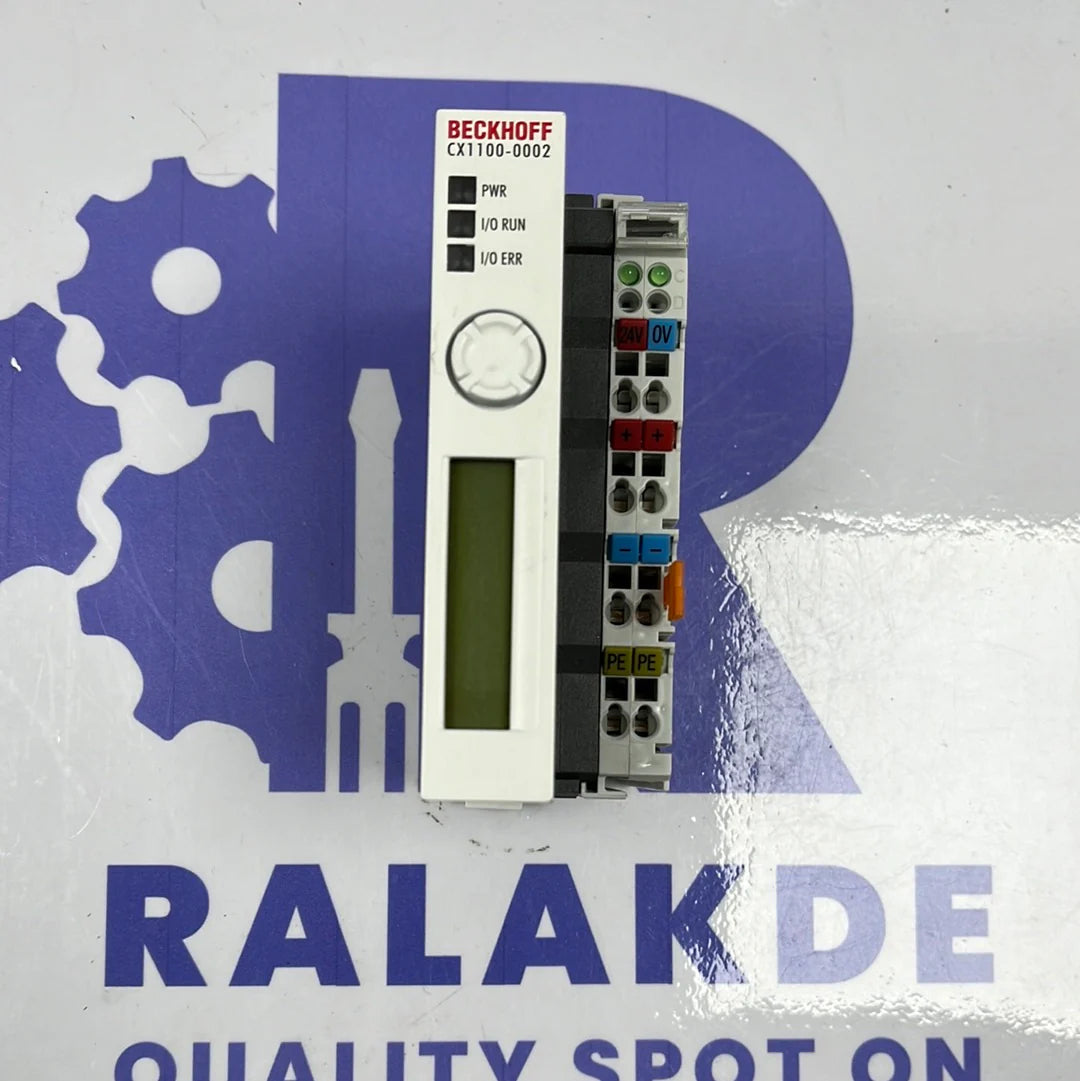 BECKHOFF
CX1100-0002
PWR
I/O RUN
I/O ERR
C
D
24V 0V
+ +
- -
PE PE
RALAKDE
QUALITY SPOT ON